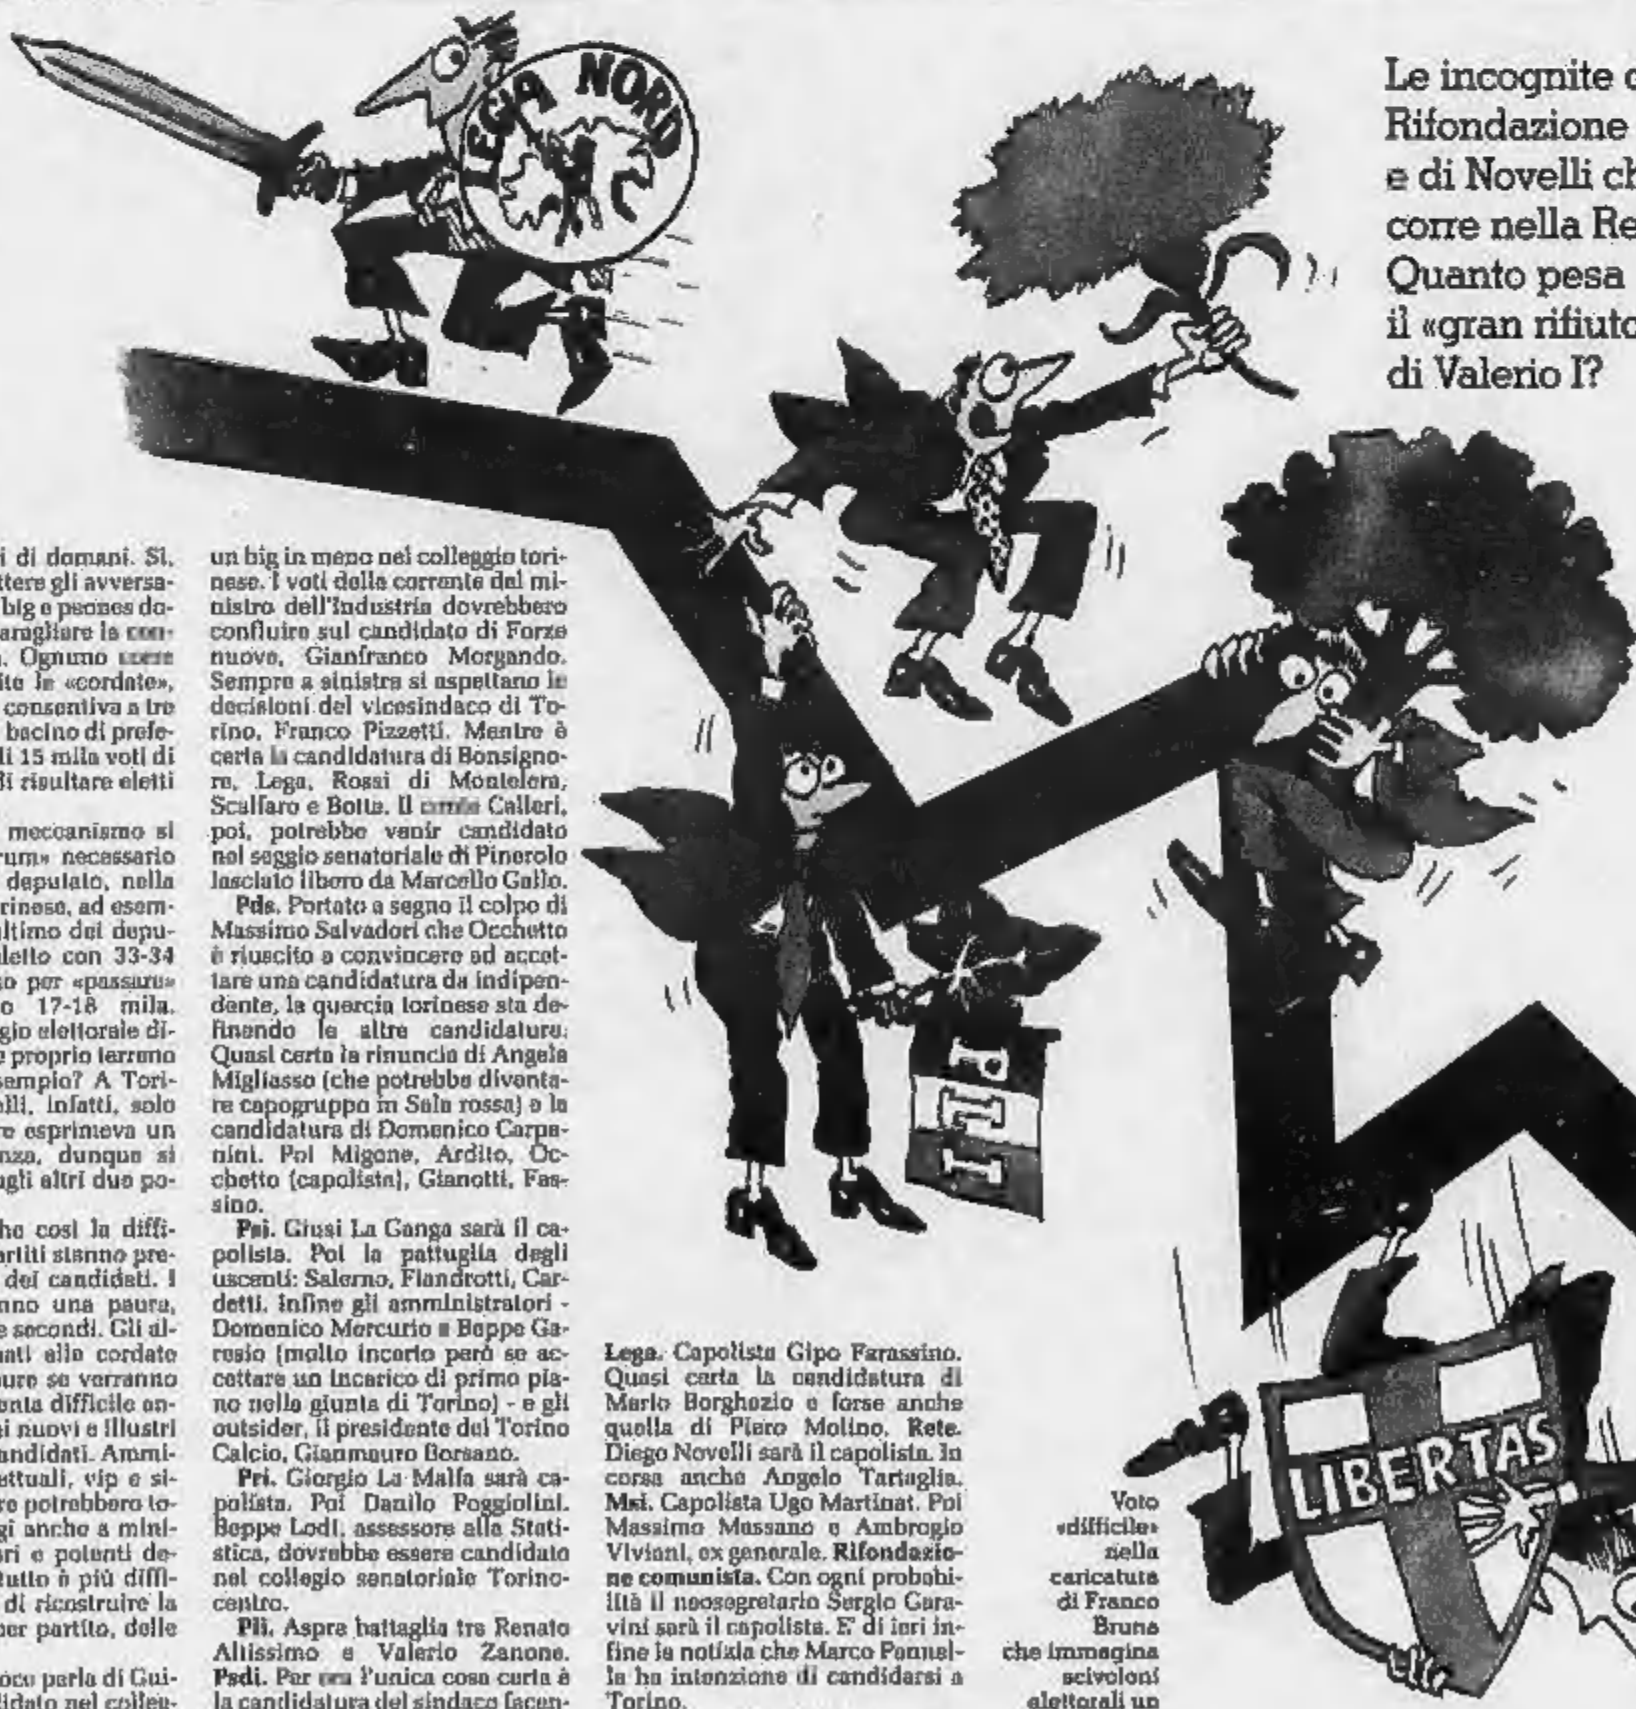 LEGA NORD
Le incognite
Rifondazione
e di Novelli
corre nella
Quanto pesa
il «gran rifiuto
di Valerio I?
i di domani. Sì,
ttere gli avversa-
big e peones do-
aragliare la con-
. Ognuno corre
ite le «cordate»,
consentiva a tre
bacino di prefe-
li 15 mila voti di
di risultare eletti
meccanismo si
rum» necessario
deputato, nella
rinese, ad esem-
ultimo dei depu-
letto con 33-34
o per «passare»
o 17-18 mila.
gio elettorale di-
e proprio terreno
sempio? A Tori-
elli, infatti, solo
re esprimeva un
nza, dunque si
agli altri due po-
he così la diffi-
artiti stanno pre-
dei candidati. I
nno una paura,
e secondi. Gli al-
ati alle cordate
pure se verranno
enta difficile an-
i nuovi e illustri
andidati. Ammi-
ettuali, vip e si-
re potrebbero to-
gi anche a mini-
ri e potenti de-
tutto è più diffi-
di ricostruire la
per partito, delle
oco parla di Gui-
didato nel colleg-
un big in meno nel collegio tori-
nese. I voti della corrente del mi-
nistro dell'Industria dovrebbero
confluire sul candidato di Forze
nuove, Gianfranco Morgando.
Sempre a sinistra si aspettano le
decisioni del vicesindaco di To-
rino, Franco Pizzetti. Mentre è
certa la candidatura di Bonsigno-
re, Lega, Rossi di Montelera,
Scalfaro e Botta. Il conte Calleri,
poi, potrebbe venir candidato
nel seggio senatoriale di Pinerolo
lasciato libero da Marcello Gallo.
Pds. Portato a segno il colpo di
Massimo Salvadori che Occhetto
è riuscito a convincere ad accet-
tare una candidatura da indipen-
dente, la quercia torinese sta de-
finendo le altre candidature.
Quasi certa la rinuncia di Angela
Migliasso (che potrebbe diventa-
re capogruppo in Sala rossa) e la
candidatura di Domenico Carpa-
nini. Poi Migone, Ardito, Oc-
chetto (capolista), Gianotti, Fas-
sino.
Psi. Giusi La Ganga sarà il ca-
polista. Poi la pattuglia degli
uscenti: Salerno, Fiandrotti, Car-
detti. Infine gli amministratori -
Domenico Mercurio e Beppe Ga-
resio (molto incerto però se ac-
cettare un incarico di primo pia-
no nella giunta di Torino) - e gli
outsider, il presidente del Torino
Calcio, Gianmauro Borsano.
Pri. Giorgio La Malfa sarà ca-
polista. Poi Danilo Poggiolini.
Beppe Lodi, assessore alla Stati-
stica, dovrebbe essere candidato
nel collegio senatoriale Torino-
centro.
Pli. Aspra battaglia tra Renato
Altissimo e Valerio Zanone.
Psdi. Per ora l'unica cosa certa è
la candidatura del sindaco facen-
PLI
Lega. Capolista Gipo Farassino.
Quasi certa la candidatura di
Mario Borghezio e forse anche
quella di Piero Molino. Rete.
Diego Novelli sarà il capolista. In
corsa anche Angelo Tartaglia.
Msi. Capolista Ugo Martinat. Poi
Massimo Massano e Ambrogio
Viviani, ex generale. Rifondazio-
ne comunista. Con ogni probabi-
lità il neosegretario Sergio Gara-
vini sarà il capolista. E' di ieri in-
fine la notizia che Marco Pannel-
la ha intenzione di candidarsi a
Torino.
LIBERTAS
Voto
«difficile»
nella
caricatura
di Franco
Bruna
che immagina
scivoloni
elettorali un